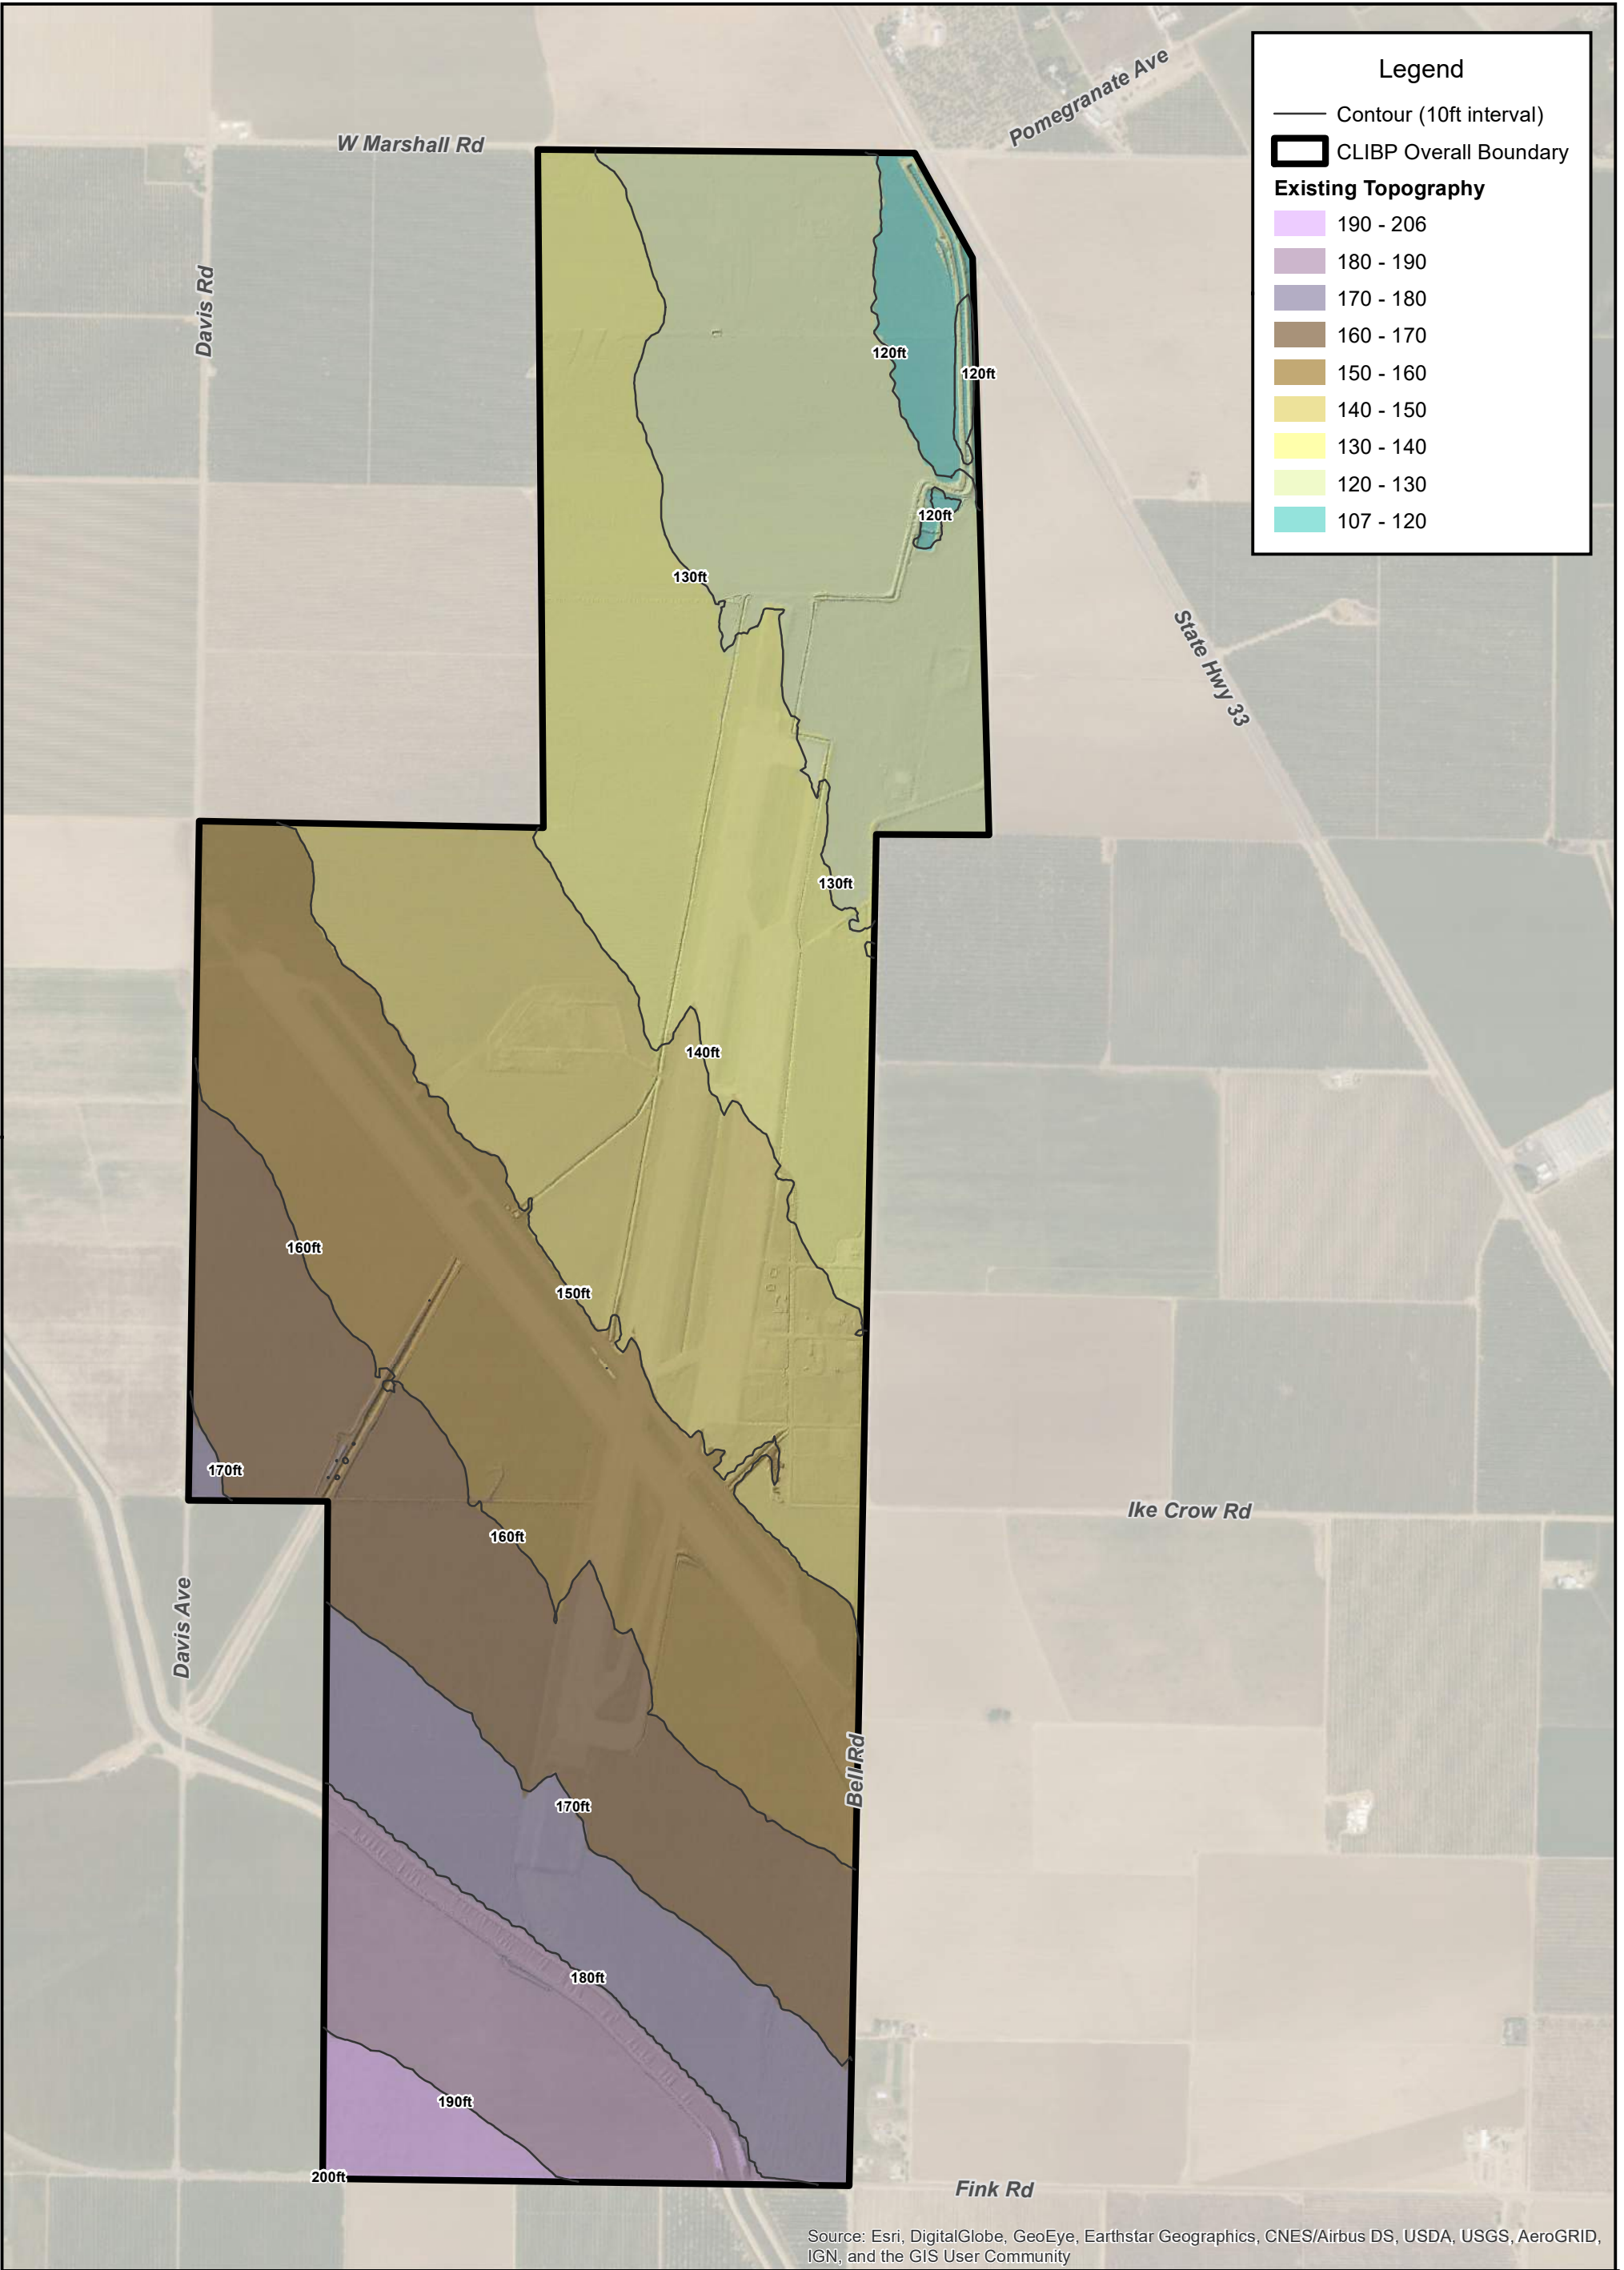 Legend
Contour (10ft interval)
CLIBP Overall Boundary
Existing Topography
190 - 206
180 - 190
170 - 180
160 - 170
150 - 160
140 - 150
130 - 140
120 - 130
107 - 120
Pomegranate Ave
W Marshall Rd
Davis Rd
120ft
120ft
120ft
130ft
State Hwy 33
130ft
140ft
160ft
150ft
170ft
Ike Crow Rd
160ft
Davis Ave
Bell Rd
170ft
180ft
190ft
200ft
Fink Rd
Source: Esri, DigitalGlobe, GeoEye, Earthstar Geographics, CNES/Airbus DS, USDA, USGS, AeroGRID,
IGN, and the GIS User Community